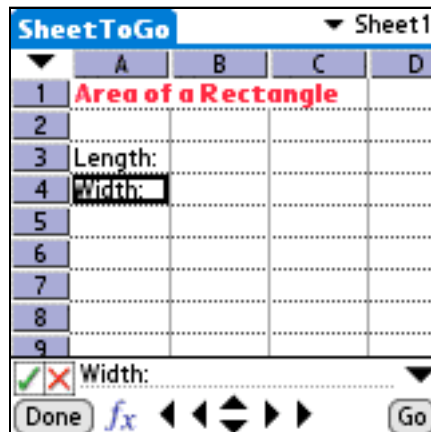 SheetToGo Sheet1
A B C D
1 Area of a Rectangle
2
3 Length:
4 Width:
5
6
7
8
9
Width:
Done fx Go